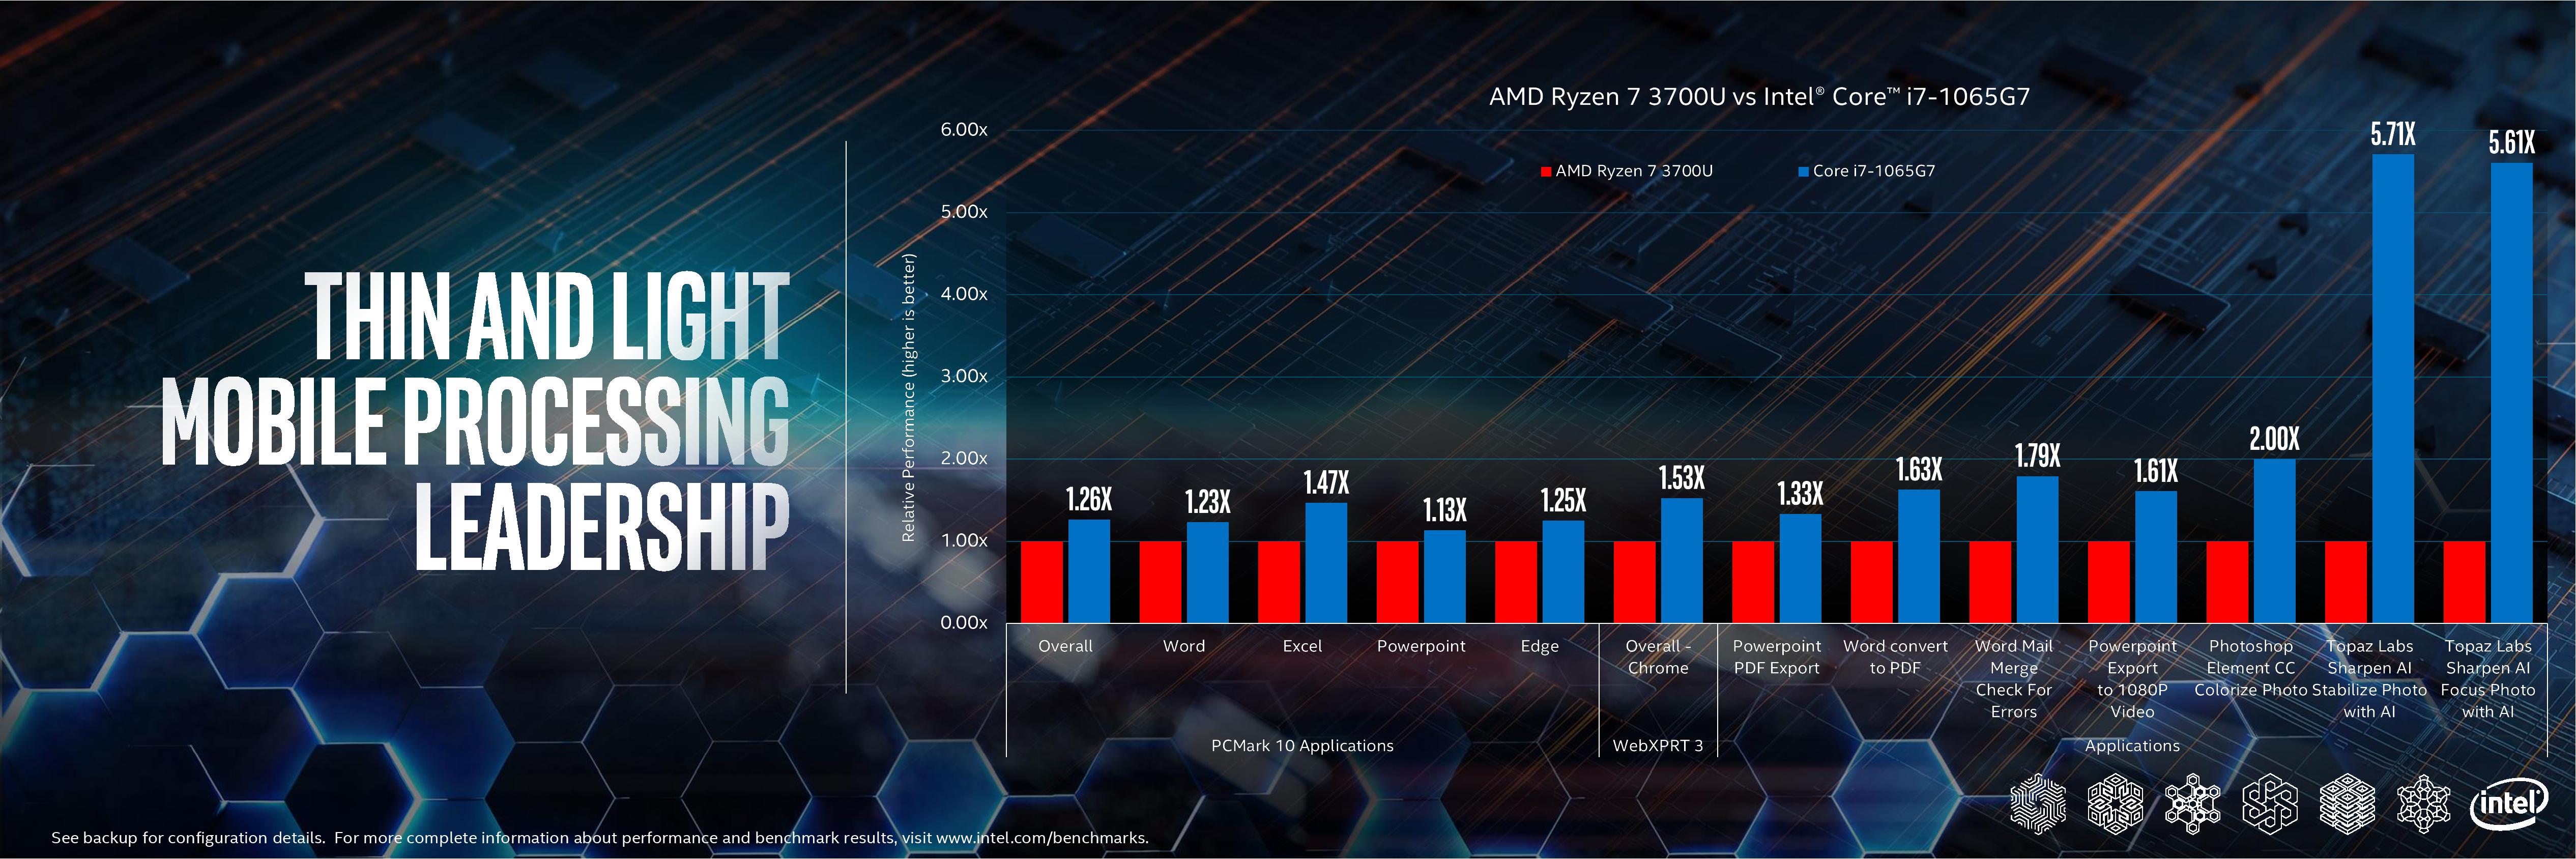 THIN AND LIGHT
MOBILE PROCESSING
LEADERSHIP
AMD Ryzen 7 3700U vs Intel® Core™ i7-1065G7
AMD Ryzen 7 3700U
Core i7-1065G7
Relative Performance (higher is better)
6.00x
5.00x
4.00x
3.00x
2.00x
1.00x
0.00x
1.26X
1.23X
1.47X
1.13X
1.25X
1.53X
1.33X
1.63X
1.79X
1.61X
2.00X
5.71X
5.61X
Overall
Word
Excel
Powerpoint
Edge
Overall -
Chrome
Powerpoint
PDF Export
Word convert
to PDF
Word Mail
Merge
Check For
Errors
Powerpoint
Export
to 1080P
Video
Photoshop
Element CC
Colorize Photo
Topaz Labs
Sharpen AI
Stabilize Photo
with AI
Topaz Labs
Sharpen AI
Focus Photo
with AI
PCMark 10 Applications
WebXPRT 3
Applications
See backup for configuration details.  For more complete information about performance and benchmark results, visit www.intel.com/benchmarks.
intel®